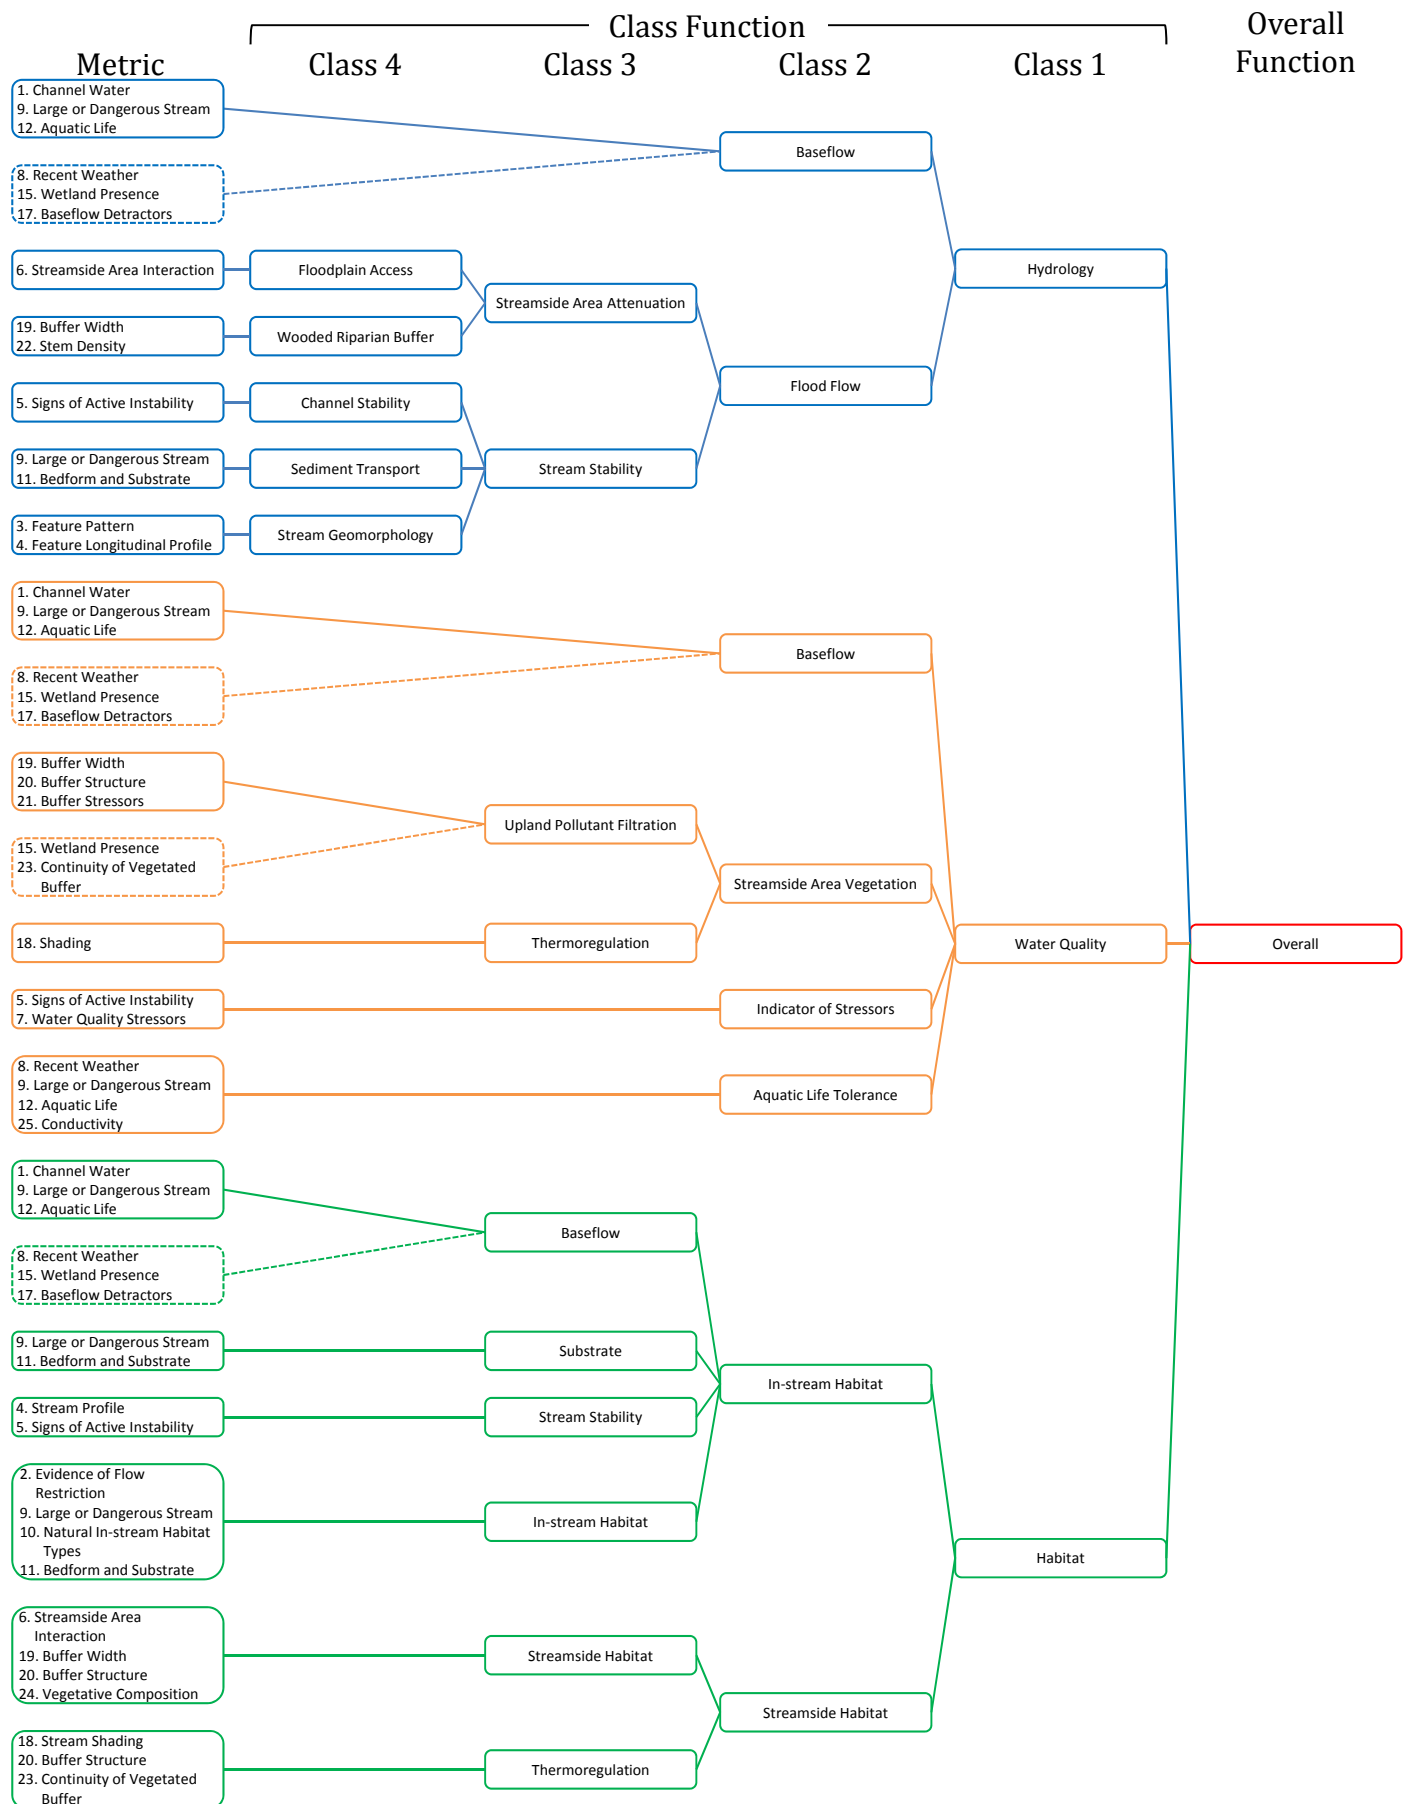 Class Function
Overall
Function
Metric
Class 4
Class 3
Class 2
Class 1
1. Channel Water
9. Large or Dangerous Stream
12. Aquatic Life
Baseflow
8. Recent Weather
15. Wetland Presence
17. Baseflow Detractors
6. Streamside Area Interaction
Floodplain Access
Hydrology
Streamside Area Attenuation
19. Buffer Width
22. Stem Density
Wooded Riparian Buffer
Flood Flow
5. Signs of Active Instability
Channel Stability
9. Large or Dangerous Stream
11. Bedform and Substrate
Sediment Transport
Stream Stability
3. Feature Pattern
4. Feature Longitudinal Profile
Stream Geomorphology
1. Channel Water
9. Large or Dangerous Stream
12. Aquatic Life
Baseflow
8. Recent Weather
15. Wetland Presence
17. Baseflow Detractors
19. Buffer Width
20. Buffer Structure
21. Buffer Stressors
Upland Pollutant Filtration
15. Wetland Presence
23. Continuity of Vegetated
Buffer
Streamside Area Vegetation
18. Shading
Thermoregulation
Water Quality
Overall
5. Signs of Active Instability
7. Water Quality Stressors
Indicator of Stressors
8. Recent Weather
9. Large or Dangerous Stream
12. Aquatic Life
25. Conductivity
Aquatic Life Tolerance
1. Channel Water
9. Large or Dangerous Stream
12. Aquatic Life
Baseflow
8. Recent Weather
15. Wetland Presence
17. Baseflow Detractors
9. Large or Dangerous Stream
11. Bedform and Substrate
Substrate
In-stream Habitat
4. Stream Profile
5. Signs of Active Instability
Stream Stability
2. Evidence of Flow
Restriction
9. Large or Dangerous Stream
10. Natural In-stream Habitat
Types
11. Bedform and Substrate
In-stream Habitat
Habitat
6. Streamside Area
Interaction
19. Buffer Width
20. Buffer Structure
24. Vegetative Composition
Streamside Habitat
Streamside Habitat
18. Stream Shading
20. Buffer Structure
23. Continuity of Vegetated
Buffer
Thermoregulation